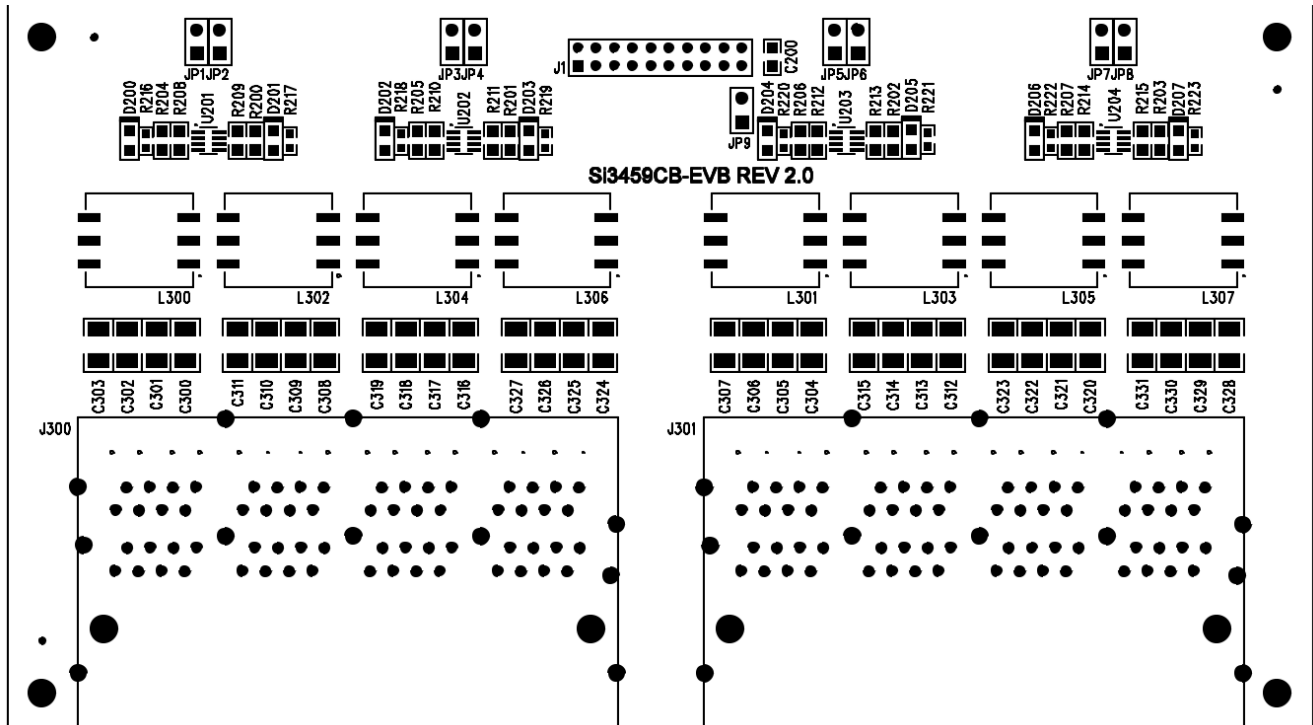 JP1JP2
JP3JP4
J1
C200
JP5JP6
JP7JP8
D200
R216
R204
R208
U201
R209
R200
D201
R217
D202
R218
R205
R210
U202
R211
R201
D203
R219
JP9
D204
R220
R206
R212
U203
R213
R202
D205
R221
D206
R222
R207
R214
U204
R215
R203
D207
R223
Si3459CB-EVB REV 2.0
L300
L302
L304
L306
L301
L303
L305
L307
C303
C302
C301
C300
C311
C310
C309
C308
C319
C318
C317
C316
C327
C326
C325
C324
C307
C306
C305
C304
C315
C314
C313
C312
C323
C322
C321
C320
C331
C330
C329
C328
J300
J301